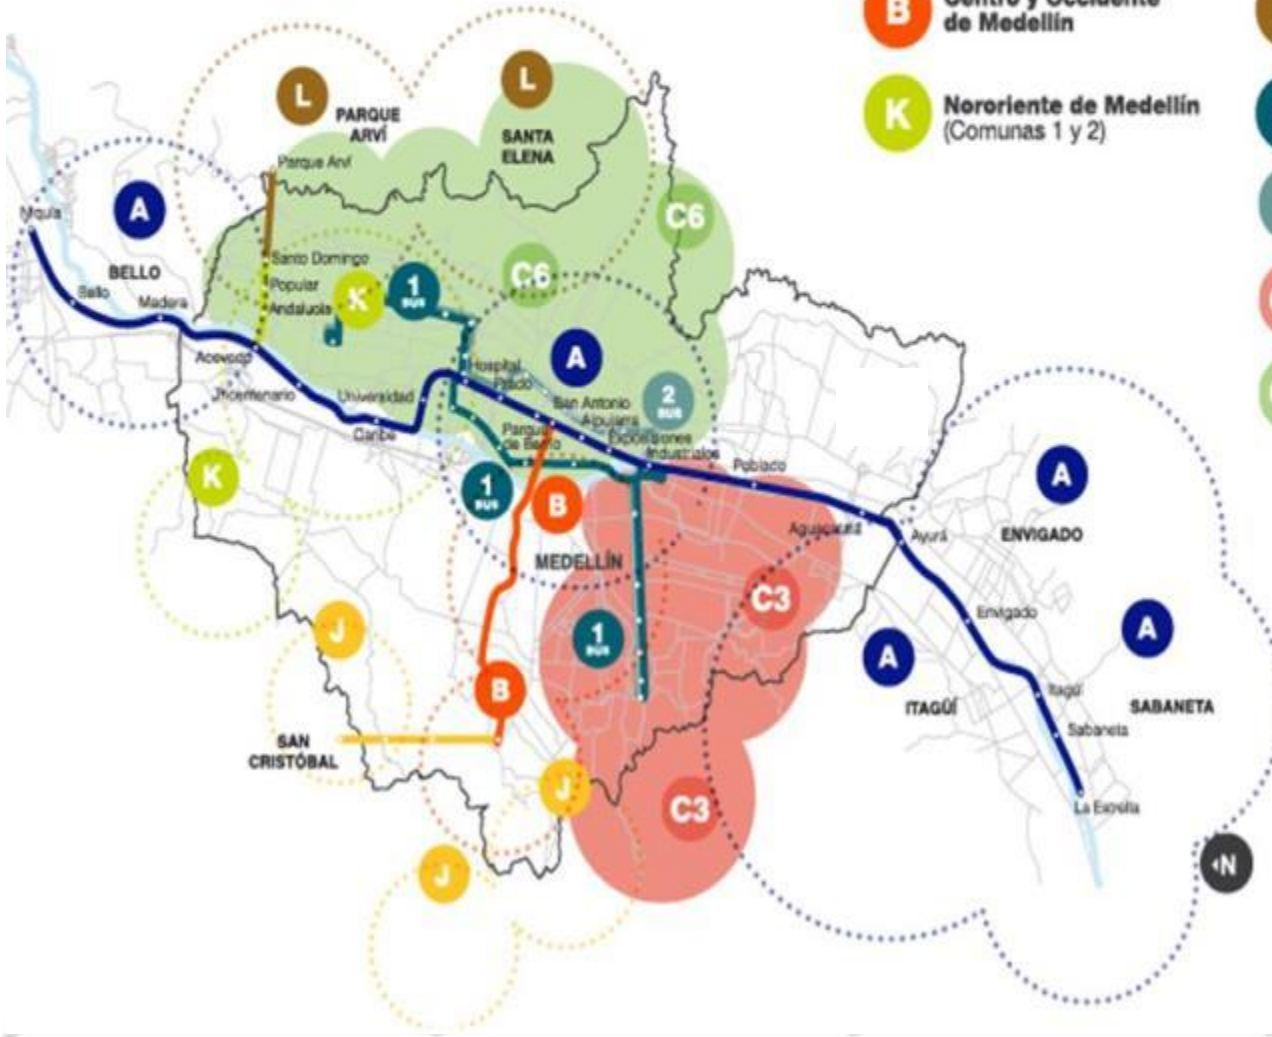 B
Centro y Occidente
de Medellín
K
Nororiente de Medellín
(Comunas 1 y 2)
L
PARQUE
ARVÍ
L
SANTA
ELENA
Parque Arví
A
BELLO
Niquía
Bello
Madera
Santo Domingo
Popular
Andalucía
K
1
BUS
C6
C6
Acevedo
Tricentenario
Universidad
Caribe
Hospital
Prado
A
2
BUS
San Antonio
Alpujarra
Exposiciones
Industriales
Parque
de Berrío
Poblado
Aguacatala
Ayurá
K
1
BUS
B
MEDELLÍN
A
ENVIGADO
Envigado
C3
1
BUS
J
A
ITAGÜÍ
A
SABANETA
Itagüí
Sabaneta
La Estrella
B
SAN
CRISTÓBAL
J
C3
J
N